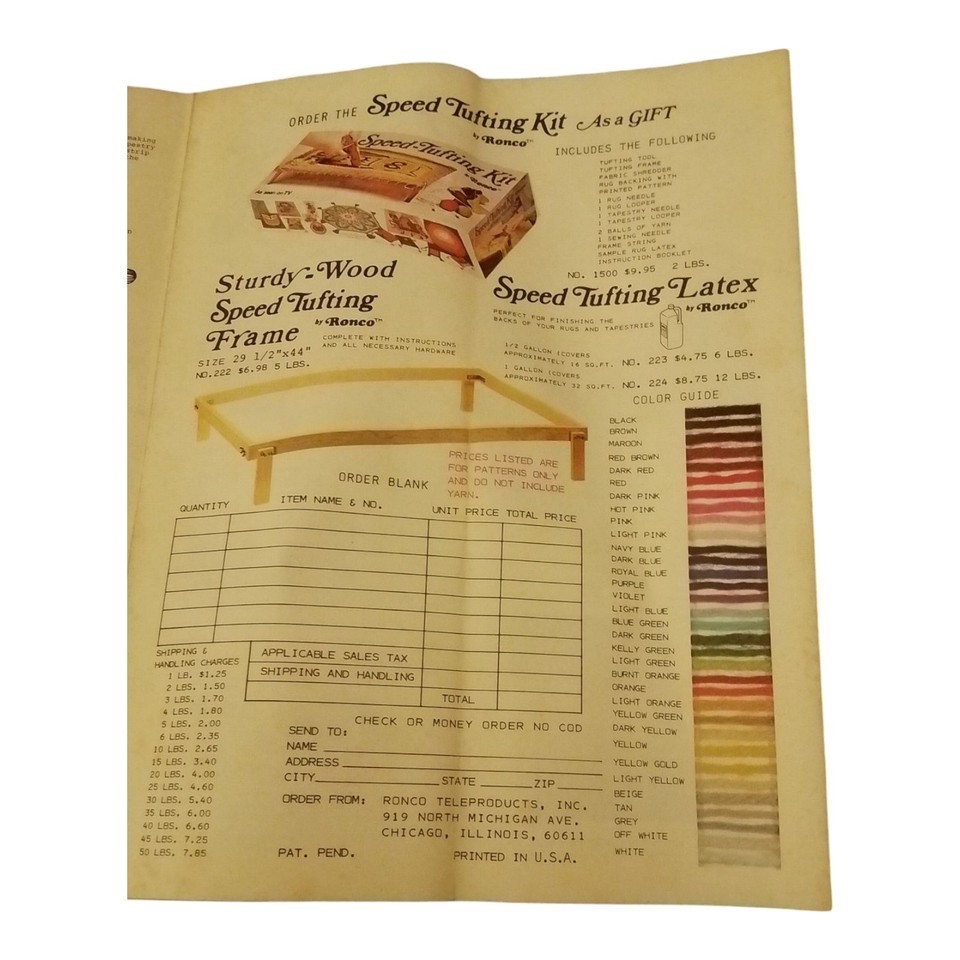 making
pestry
strip
the
ORDER THE Speed Tufting Kit As a GIFT
by Ronco™
Speed-Tufting Kit
by Ronco
As seen on TV
INCLUDES THE FOLLOWING
TUFTING TOOL
TUFTING FRAME
FABRIC SHREDDER
RUG BACKING WITH
PRINTED PATTERN
1 RUG NEEDLE
1 RUG LOOPER
1 TAPESTRY NEEDLE
1 TAPESTRY LOOPER
2 BALLS OF YARN
1 SEWING NEEDLE
FRAME STRING
SAMPLE RUG LATEX
INSTRUCTION BOOKLET
NO. 1500 $9.95 2 LBS.
Sturdy-Wood
Speed Tufting
Frame by Ronco™
COMPLETE WITH INSTRUCTIONS
AND ALL NECESSARY HARDWARE
SIZE 29 1/2"x44"
NO.222 $6.98 5 LBS.
Speed Tufting Latex
by Ronco™
PERFECT FOR FINISHING THE
BACKS OF YOUR RUGS AND TAPESTRIES
1/2 GALLON (COVERS
APPROXIMATELY 16 SQ.FT. NO. 223 $4.75 6 LBS.
1 GALLON (COVERS
APPROXIMATELY 32 SQ.FT. NO. 224 $8.75 12 LBS.
PRICES LISTED ARE
FOR PATTERNS ONLY
AND DO NOT INCLUDE
YARN.
ORDER BLANK
QUANTITY ITEM NAME & NO. UNIT PRICE TOTAL PRICE
APPLICABLE SALES TAX
SHIPPING AND HANDLING
TOTAL
SHIPPING &
HANDLING CHARGES
1 LB. $1.25
2 LBS. 1.50
3 LBS. 1.70
4 LBS. 1.80
5 LBS. 2.00
6 LBS. 2.35
10 LBS. 2.65
15 LBS. 3.40
20 LBS. 4.00
25 LBS. 4.60
30 LBS. 5.40
35 LBS. 6.00
40 LBS. 6.60
45 LBS. 7.25
50 LBS. 7.85
CHECK OR MONEY ORDER NO COD
SEND TO:
NAME
ADDRESS
CITY STATE ZIP
ORDER FROM: RONCO TELEPRODUCTS, INC.
919 NORTH MICHIGAN AVE.
CHICAGO, ILLINOIS, 60611
PAT. PEND. PRINTED IN U.S.A.
COLOR GUIDE
BLACK
BROWN
MAROON
RED BROWN
DARK RED
RED
DARK PINK
HOT PINK
PINK
LIGHT PINK
NAVY BLUE
DARK BLUE
ROYAL BLUE
PURPLE
VIOLET
LIGHT BLUE
BLUE GREEN
DARK GREEN
KELLY GREEN
LIGHT GREEN
BURNT ORANGE
ORANGE
LIGHT ORANGE
YELLOW GREEN
DARK YELLOW
YELLOW
YELLOW GOLD
LIGHT YELLOW
BEIGE
TAN
GREY
OFF WHITE
WHITE